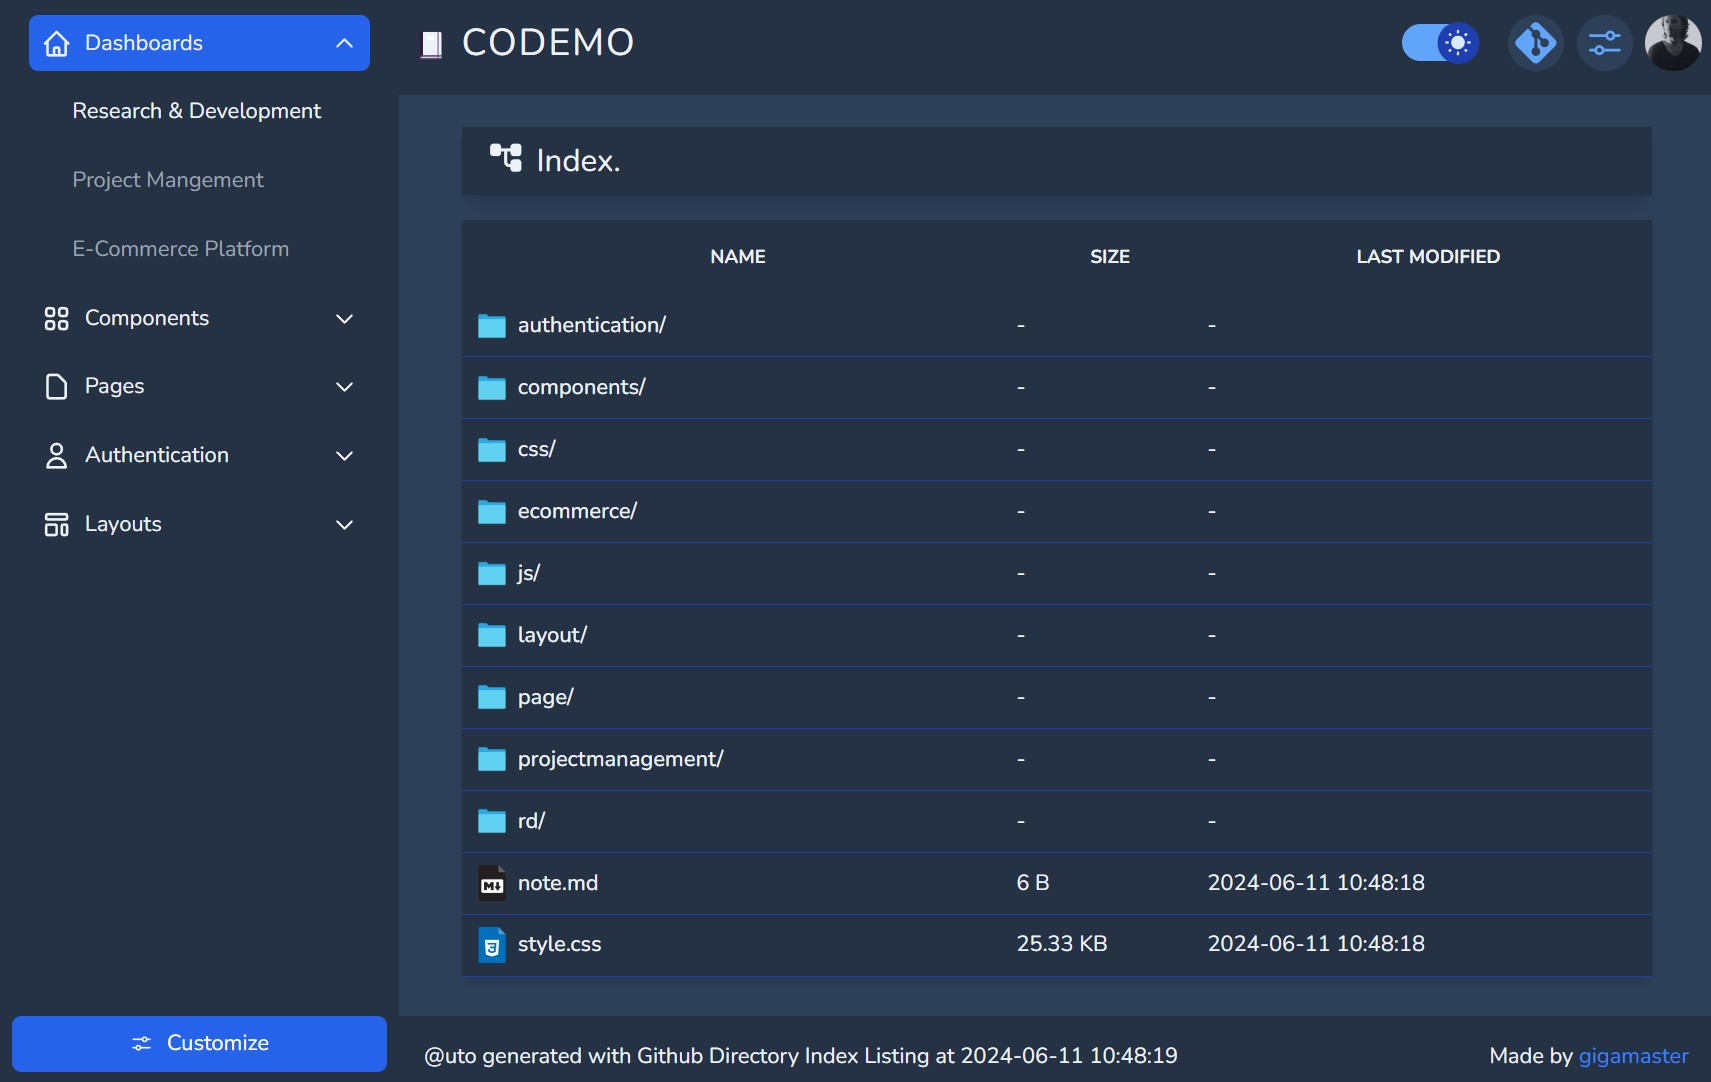 Dashboards
Research & Development
Project Mangement
E-Commerce Platform
Components
Pages
Authentication
Layouts
Customize
CODEMO
Index.
NAME SIZE LAST MODIFIED
authentication/ - -
components/ - -
css/ - -
ecommerce/ - -
js/ - -
layout/ - -
page/ - -
projectmanagement/ - -
rd/ - -
M↓ note.md 6 B 2024-06-11 10:48:18
3 style.css 25.33 KB 2024-06-11 10:48:18
@uto generated with Github Directory Index Listing at 2024-06-11 10:48:19
Made by gigamaster